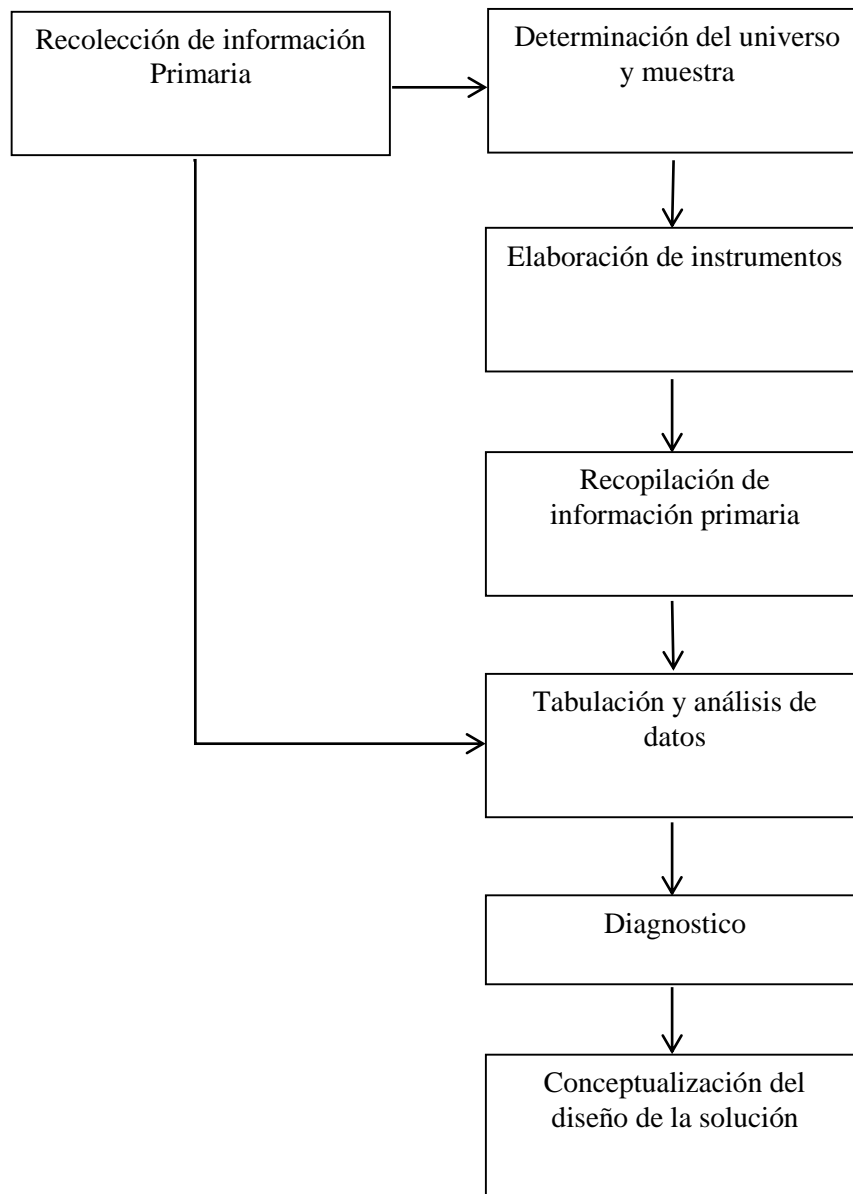 Recolección de información
Primaria
Determinación del universo
y muestra
Elaboración de instrumentos
Recopilación de
información primaria
Tabulación y análisis de
datos
Diagnostico
Conceptualización del
diseño de la solución